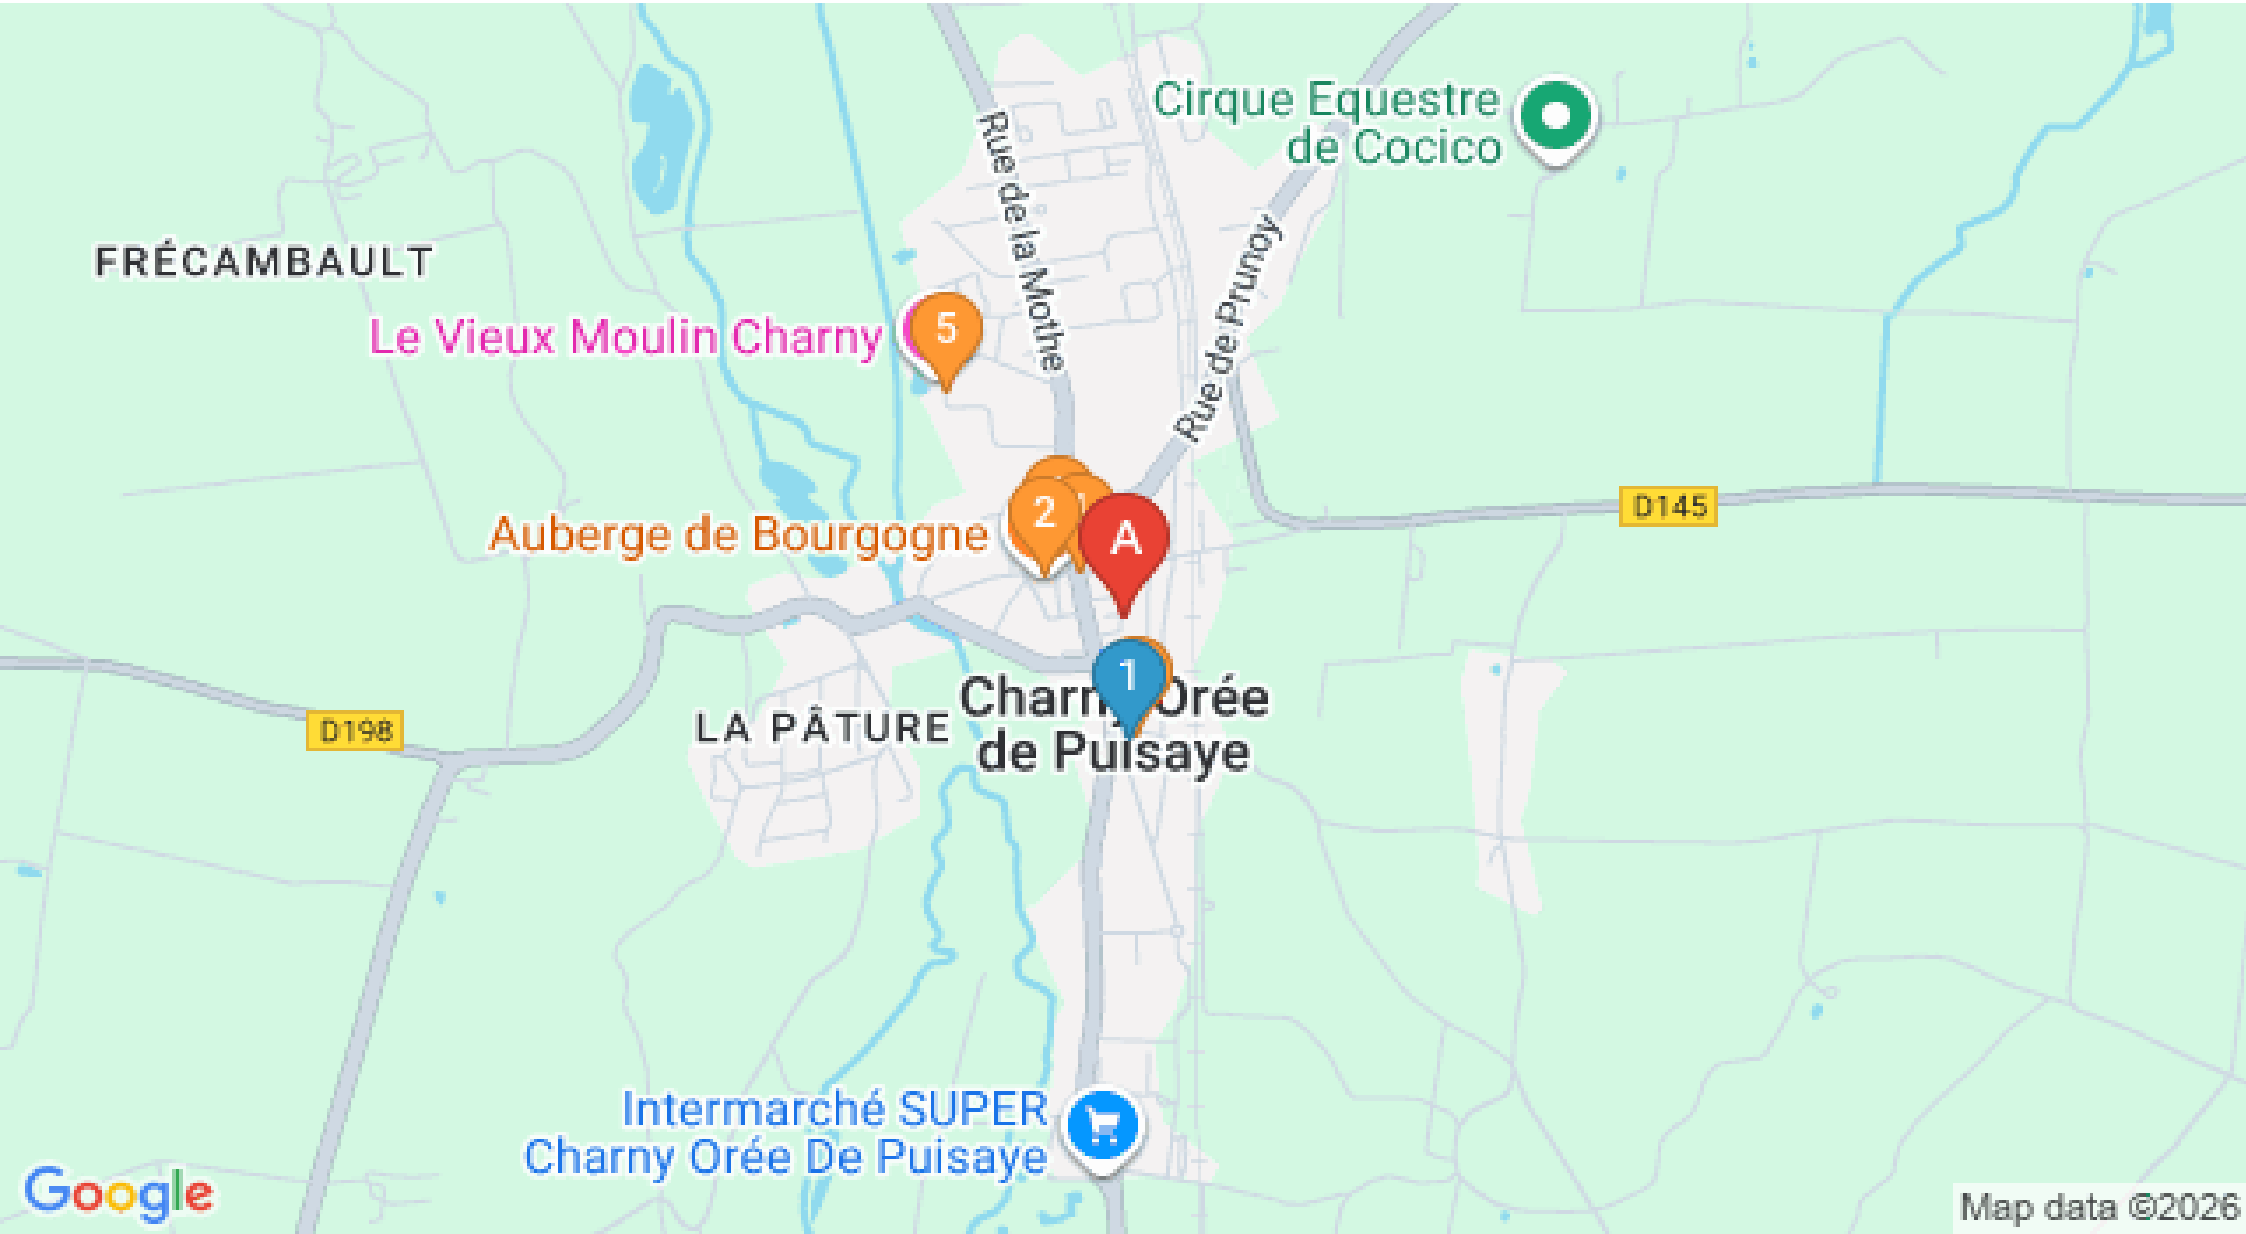 Cirque Equestre
de Cocico
Rue de la Mothe
Rue de Prunoy
FRÉCAMBAULT
Le Vieux Moulin Charny
5
2
1
A
Auberge de Bourgogne
D145
1
Charny Orée
de Puisaye
LA PÂTURE
D198
Intermarché SUPER
Charny Orée De Puisaye
Google
Map data ©2026